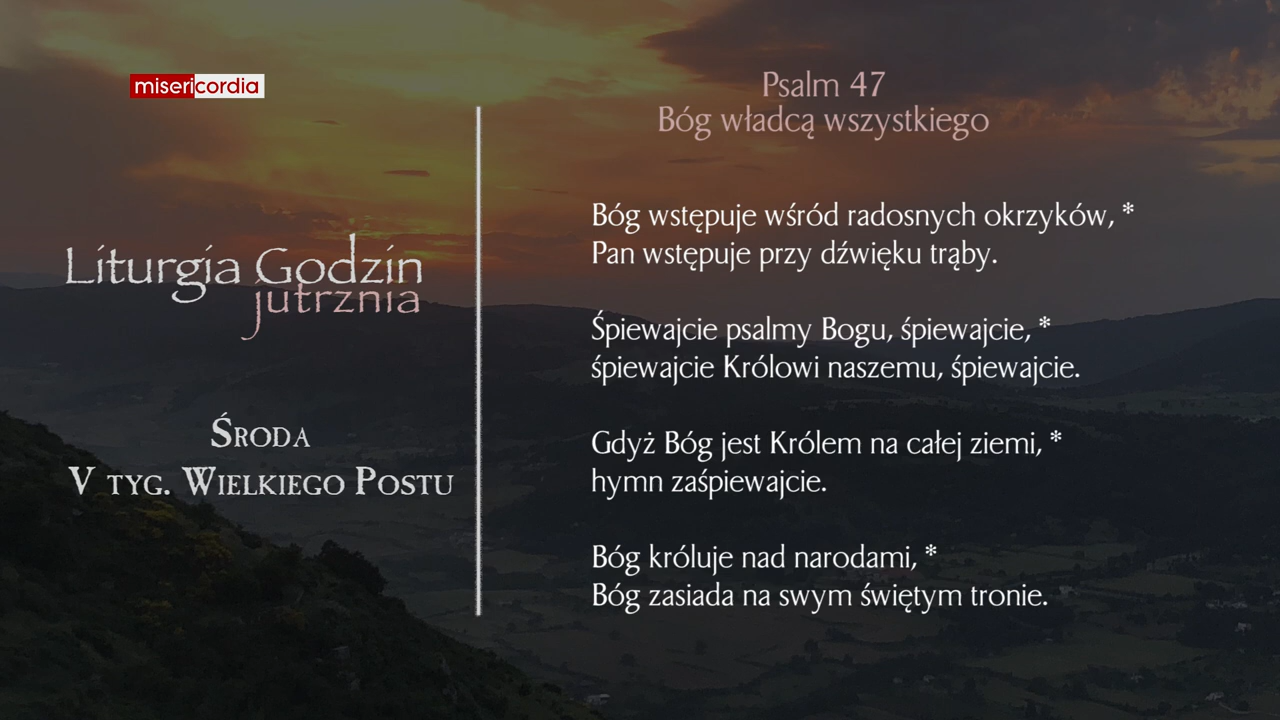 misericordia
Liturgia Godzin
jutrznia
Środa
V tyg. Wielkiego Postu
Psalm 47
Bóg władcą wszystkiego
Bóg wstępuje wśród radosnych okrzyków, *
Pan wstępuje przy dźwięku trąby.
Śpiewajcie psalmy Bogu, śpiewajcie, *
śpiewajcie Królowi naszemu, śpiewajcie.
Gdyż Bóg jest Królem na całej ziemi, *
hymn zaśpiewajcie.
Bóg króluje nad narodami, *
Bóg zasiada na swym świętym tronie.